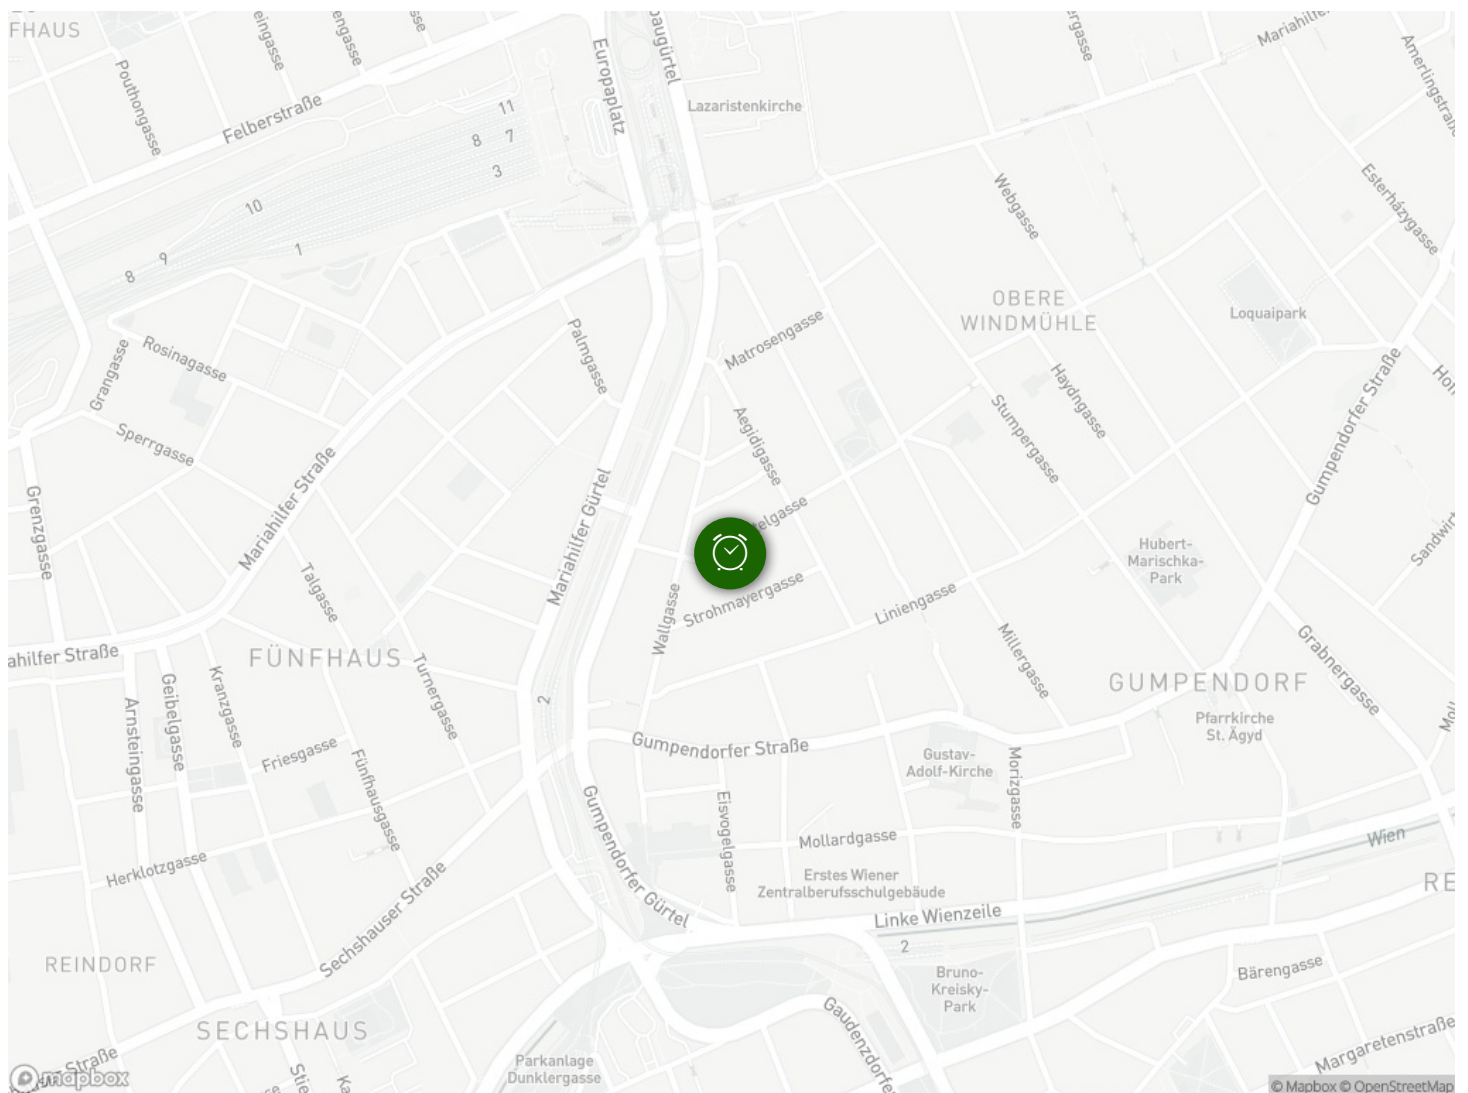 FHAUS
Pouthongasse
Felberstraße
Europaplatz
Lazaristenkirche
Mariahilfer
Esterházygasse
Webgasse
11
8
7
3
10
9
8
1
OBERE
WINDMÜHLE
Loquaipark
Matrosengasse
Palmgasse
Rosinagasse
Grangasse
Sperrgasse
Haydngasse
Aegidigasse
Stumpergasse
Gumpendorfer Straße
Mariahilfer Straße
Mariahilfer Gürtel
Grenzgasse
telgasse
Hubert-
Marischka-
Park
Talgasse
Strohmayergasse
Wallgasse
Liniengasse
Millergasse
Grabnergasse
ahilfer Straße
FÜNFHAUS
Turnergasse
Kranzgasse
Geibelgasse
Arnsteingasse
2
GUMPENDORF
Pfarrkirche
St. Ägyd
Gumpendorfer Straße
Gustav-
Adolf-Kirche
Morizgasse
Friesgasse
Fünfhausgasse
Eisvogelgasse
Gumpendorfer Gürtel
Mollardgasse
Wien
Herklotzgasse
Erstes Wiener
Zentralberufsschulgebäude
Sechshauser Straße
Linke Wienzeile
2
RE
REINDORF
Bruno-
Kreisky-
Park
Bärengasse
SECHSHAUS
Gaudenzdorfer
Margaretenstraße
Parkanlage
Dunklergasse
mapbox
© Mapbox © OpenStreetMap